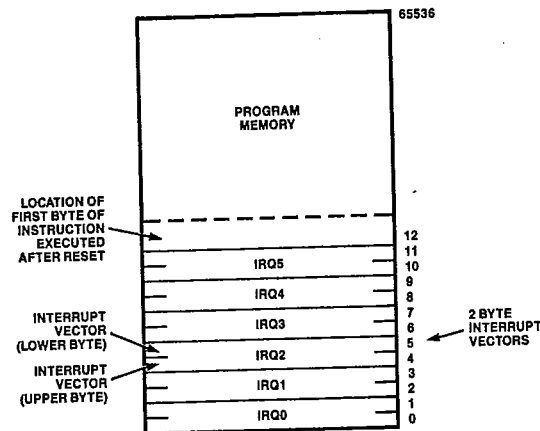 65536
PROGRAM
MEMORY
LOCATION OF
FIRST BYTE OF
INSTRUCTION
EXECUTED
AFTER RESET
12
11
IRQ5
10
9
IRQ4
8
7
IRQ3
6
INTERRUPT
VECTOR
(LOWER BYTE)
5
IRQ2
4
2 BYTE
INTERRUPT
VECTORS
INTERRUPT
VECTOR
(UPPER BYTE)
3
IRQ1
2
1
IRQ0
0